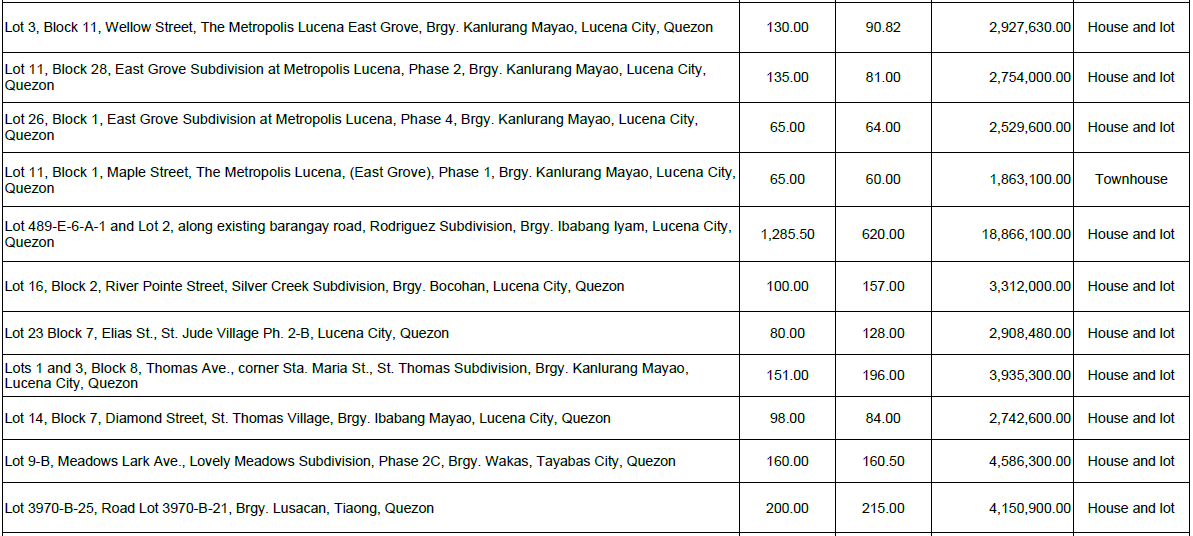 Lot 3, Block 11, Wellow Street, The Metropolis Lucena East Grove, Brgy. Kanlurang Mayao, Lucena City, Quezon 130.00 90.82 2,927,630.00 House and lot
Lot 11, Block 28, East Grove Subdivision at Metropolis Lucena, Phase 2, Brgy. Kanlurang Mayao, Lucena City,
Quezon 135.00 81.00 2,754,000.00 House and lot
Lot 26, Block 1, East Grove Subdivision at Metropolis Lucena, Phase 4, Brgy. Kanlurang Mayao, Lucena City,
Quezon 65.00 64.00 2,529,600.00 House and lot
Lot 11, Block 1, Maple Street, The Metropolis Lucena, (East Grove), Phase 1, Brgy. Kanlurang Mayao, Lucena City,
Quezon 65.00 60.00 1,863,100.00 Townhouse
Lot 489-E-6-A-1 and Lot 2, along existing barangay road, Rodriguez Subdivision, Brgy. Ibabang Iyam, Lucena City,
Quezon 1,285.50 620.00 18,866,100.00 House and lot
Lot 16, Block 2, River Pointe Street, Silver Creek Subdivision, Brgy. Bocohan, Lucena City, Quezon 100.00 157.00 3,312,000.00 House and lot
Lot 23 Block 7, Elias St., St. Jude Village Ph. 2-B, Lucena City, Quezon 80.00 128.00 2,908,480.00 House and lot
Lots 1 and 3, Block 8, Thomas Ave., corner Sta. Maria St., St. Thomas Subdivision, Brgy. Kanlurang Mayao,
Lucena City, Quezon 151.00 196.00 3,935,300.00 House and lot
Lot 14, Block 7, Diamond Street, St. Thomas Village, Brgy. Ibabang Mayao, Lucena City, Quezon 98.00 84.00 2,742,600.00 House and lot
Lot 9-B, Meadows Lark Ave., Lovely Meadows Subdivision, Phase 2C, Brgy. Wakas, Tayabas City, Quezon 160.00 160.50 4,586,300.00 House and lot
Lot 3970-B-25, Road Lot 3970-B-21, Brgy. Lusacan, Tiaong, Quezon 200.00 215.00 4,150,900.00 House and lot